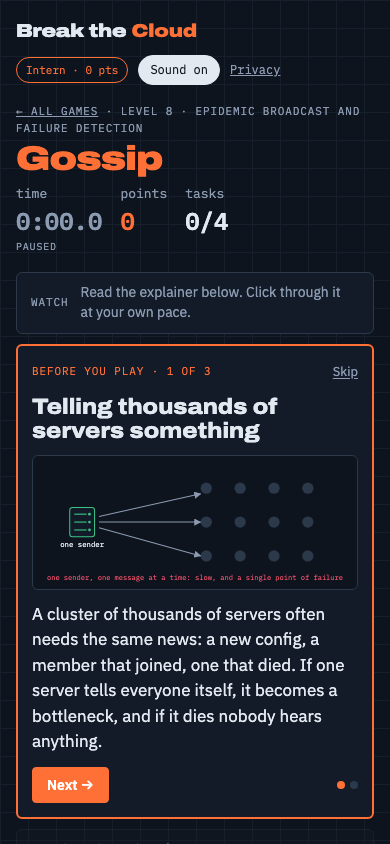 Break the Cloud
Intern · 0 pts
Sound on
Privacy
← ALL GAMES · LEVEL 8 · EPIDEMIC BROADCAST AND
FAILURE DETECTION
Gossip
time points tasks
0:00.0 0 0/4
PAUSED
WATCH
Read the explainer below. Click through it
at your own pace.
BEFORE YOU PLAY · 1 OF 3
Skip
Telling thousands of
servers something
one sender
one sender, one message at a time: slow, and a single point of failure
A cluster of thousands of servers often
needs the same news: a new config, a
member that joined, one that died. If one
server tells everyone itself, it becomes a
bottleneck, and if it dies nobody hears
anything.
Next →